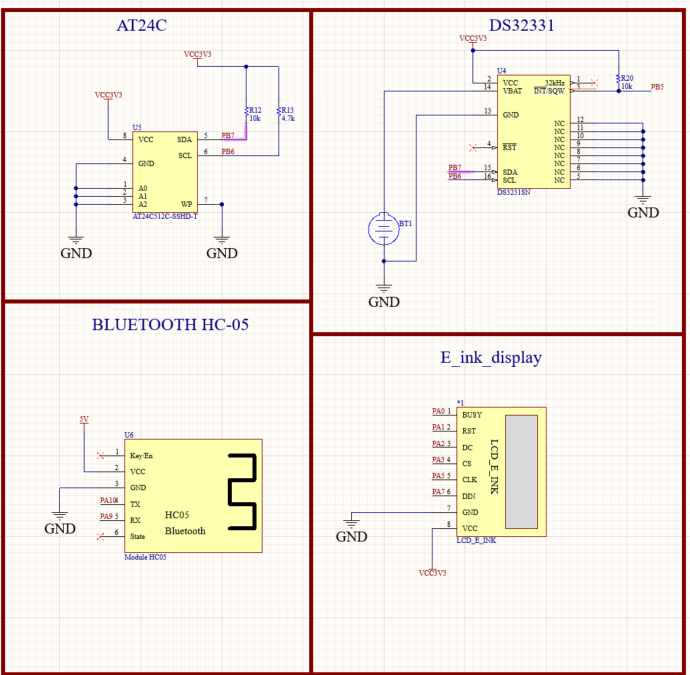 AT24C
VCC3V3
VCC3V3
R12
10k
R13
4.7k
U5
8 VCC SDA 5 PB7
SCL 6 PB6
4 GND
1 A0
2 A1
3 A2 WP 7
AT24C512C-SSHD-T
GND
GND
DS32331
VCC3V3
U4
2 VCC 32kHz 1
14 VBAT INT/SQW 3
R20
10k
PB5
13 GND
NC 12
NC 11
NC 10
NC 9
NC 8
NC 7
NC 6
NC 5
4 RST
PB7 15 SDA
PB6 16 SCL
DS3231SN
GND
BT1
GND
BLUETOOTH HC-05
5V
U6
1 Key/En
2 VCC
3 GND
PA10 4 TX
PA9 5 RX
6 State
HC05
Bluetooth
Module HC05
GND
E_ink_display
*1
PA0 1 BUSY
PA1 2 RST
PA2 3 DC
PA3 4 CS
PA5 5 CLK
PA7 6 DIN
7 GND
8 VCC
LCD_E_INK
LCD_E_INK
GND
VCC3V3